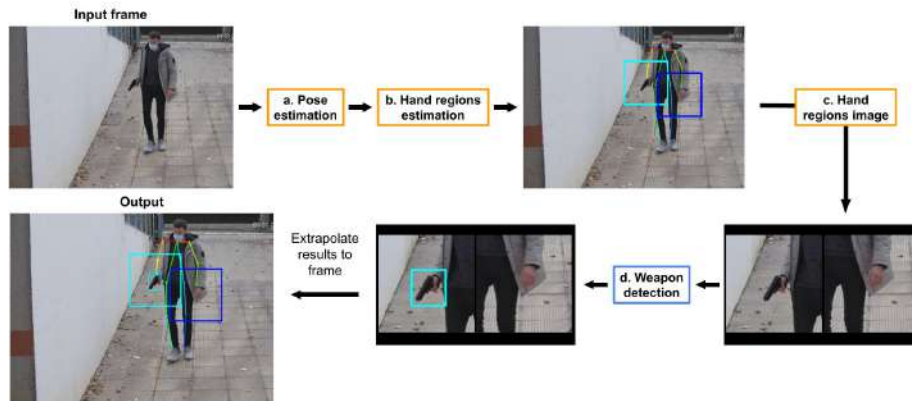 Input frame
a. Pose
estimation
b. Hand regions
estimation
c. Hand
regions image
Output
Extrapolate
results to
frame
d. Weapon
detection